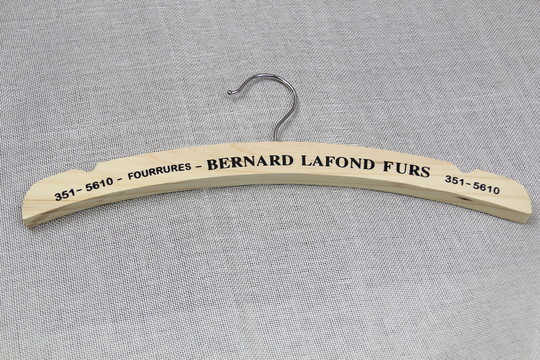 351-5610 - FOURRURES - BERNARD LAFOND FURS 351-5610